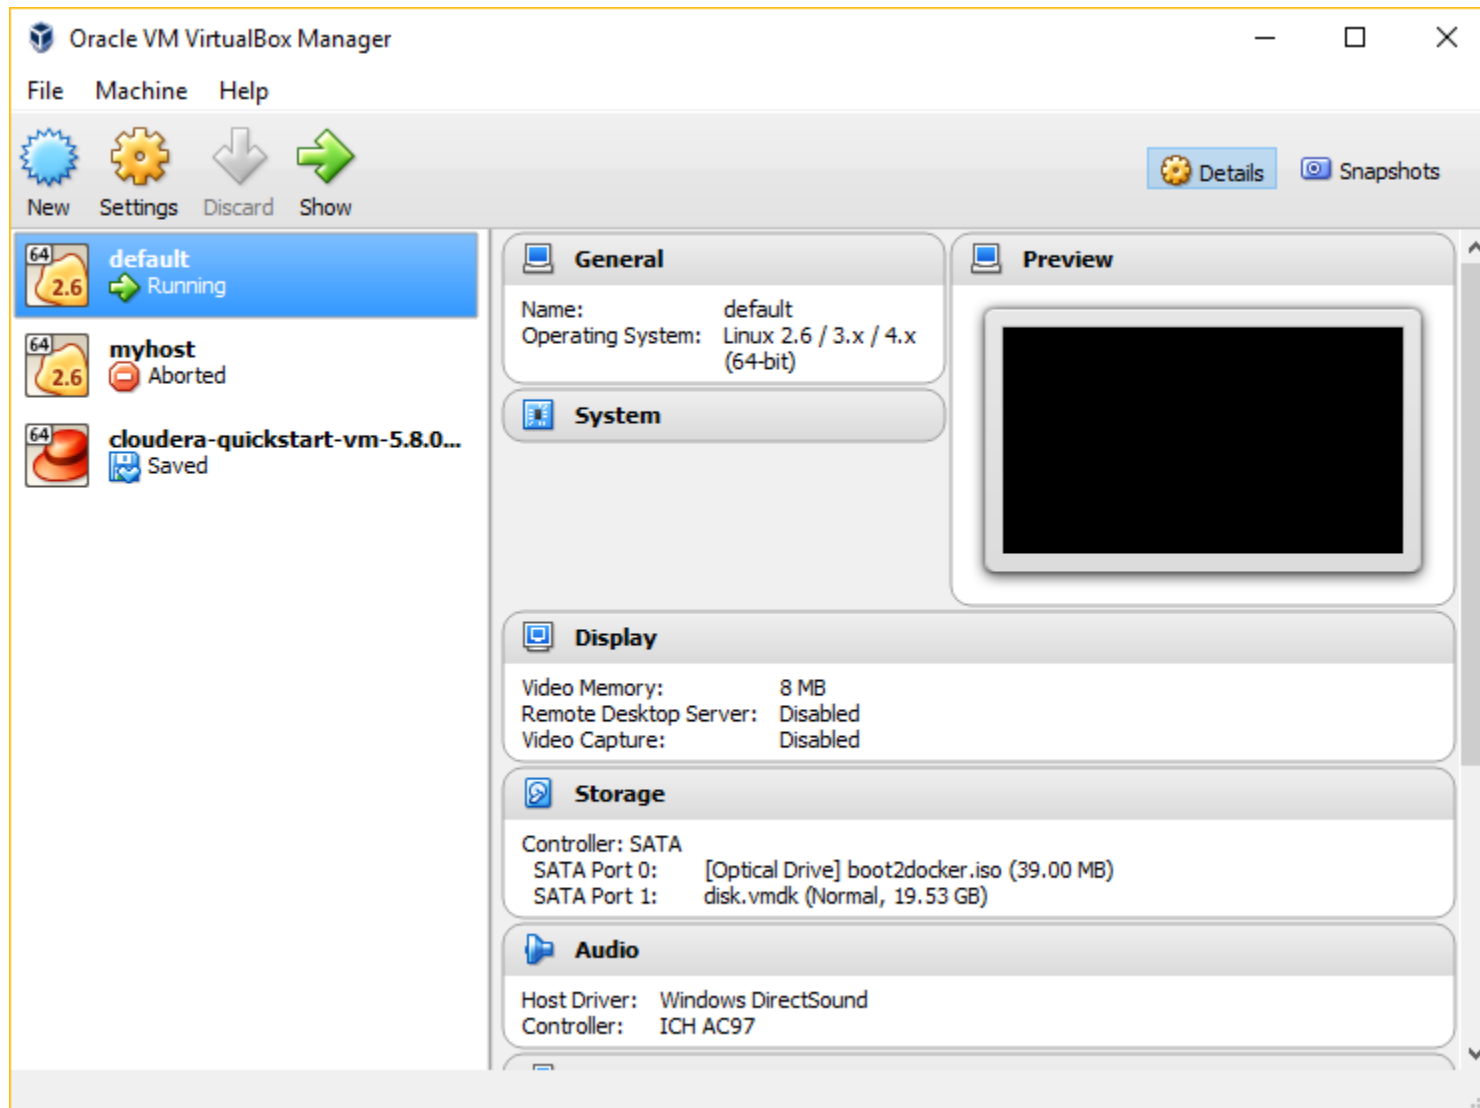 Oracle VM VirtualBox Manager
File Machine Help
New Settings Discard Show
Details Snapshots
64
2.6
default
Running
64
2.6
myhost
Aborted
64
cloudera-quickstart-vm-5.8.0...
Saved
General
Name: default
Operating System: Linux 2.6 / 3.x / 4.x
(64-bit)
System
Preview
Display
Video Memory: 8 MB
Remote Desktop Server: Disabled
Video Capture: Disabled
Storage
Controller: SATA
SATA Port 0: [Optical Drive] boot2docker.iso (39.00 MB)
SATA Port 1: disk.vmdk (Normal, 19.53 GB)
Audio
Host Driver: Windows DirectSound
Controller: ICH AC97